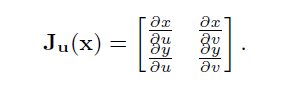 J_u(x) = [ ∂x/∂u ∂x/∂v
∂y/∂u ∂y/∂v ] .